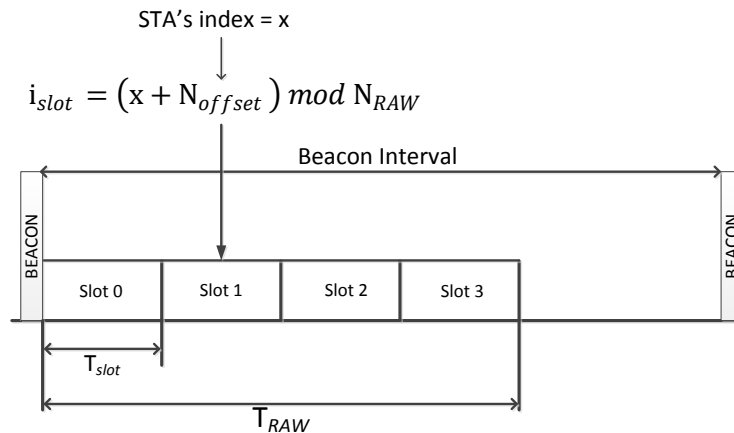 STA's index = x
i_slot = (x + N_offset) mod N_RAW
Beacon Interval
BEACON
BEACON
Slot 0
Slot 1
Slot 2
Slot 3
T_slot
T_RAW